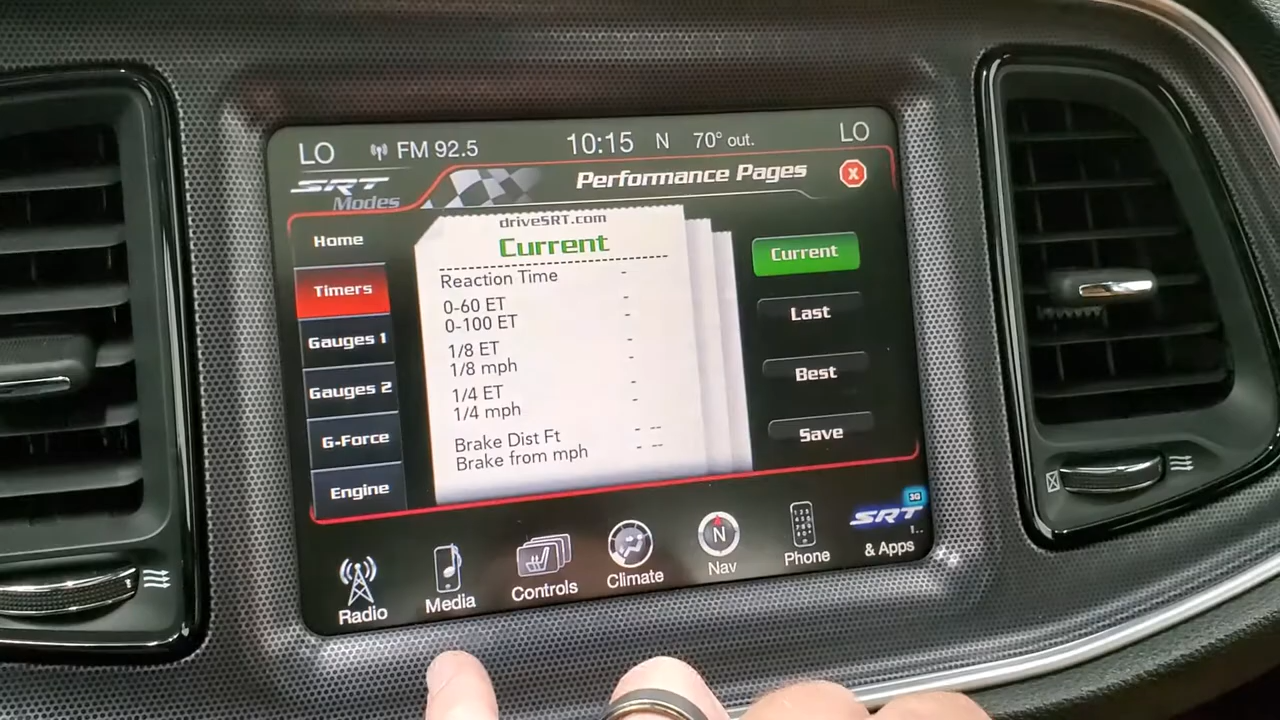 LO FM 92.5 10:15 N 70° out. LO
SRT
Modes
Performance Pages
X
Home
Timers
Gauges 1
Gauges 2
G-Force
Engine
driveSRT.com
Current
Reaction Time -
0-60 ET -
0-100 ET -
1/8 ET -
1/8 mph -
1/4 ET -
1/4 mph -
Brake Dist Ft - --
Brake from mph - --
Current
Last
Best
Save
Radio
Media
Controls
Climate
N
Nav
Phone
3G
SRT
& Apps